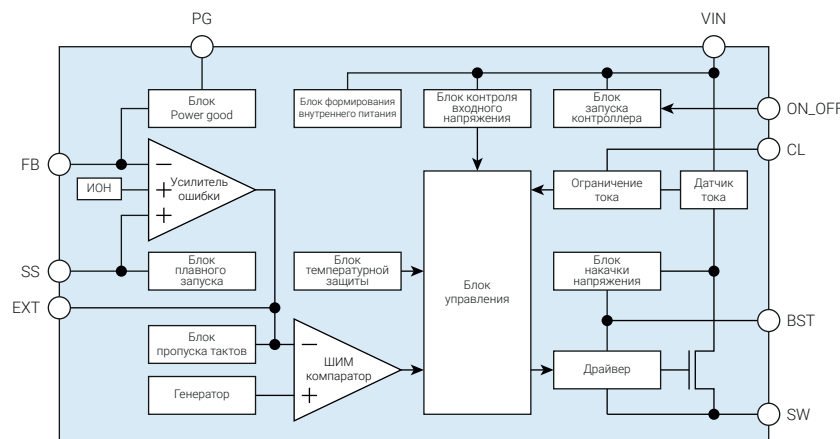 PG
VIN
Блок
Power good
Блок формирования
внутреннего питания
Блок контроля
входного
напряжения
Блок
запуска
контроллера
ON_OFF
CL
FB
ИОН
Усилитель
ошибки
Ограничение
тока
Датчик
тока
SS
Блок
плавного
запуска
Блок
температурной
защиты
Блок
управления
Блок
накачки
напряжения
EXT
BST
Блок
пропуска тактов
ШИМ
компаратор
Драйвер
Генератор
SW